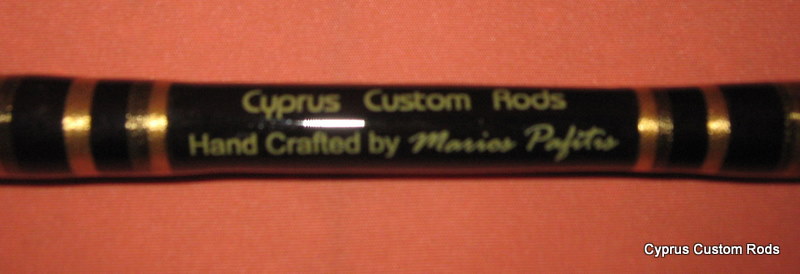 Cyprus Custom Rods
Hand Crafted by Marios Pafitis
Cyprus Custom Rods